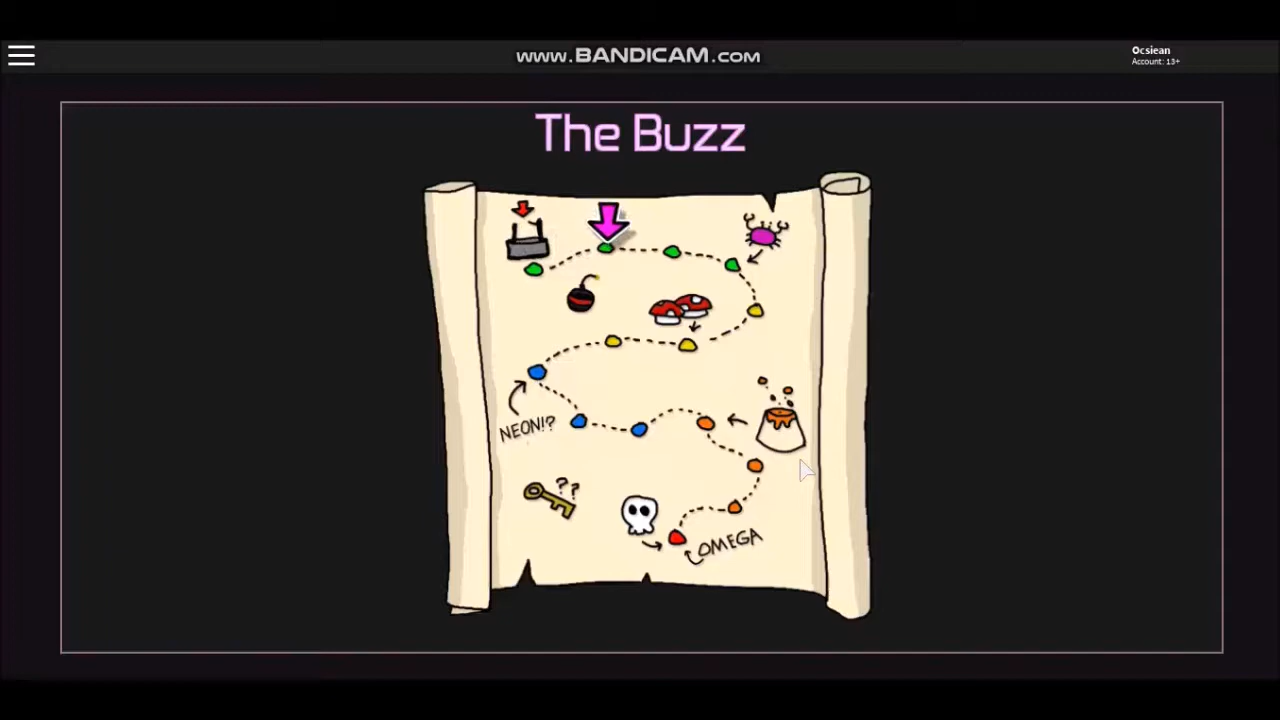 www.BANDICAM.com
Ocsiean
Account: 13+
The Buzz
NEON!?
??
OMEGA